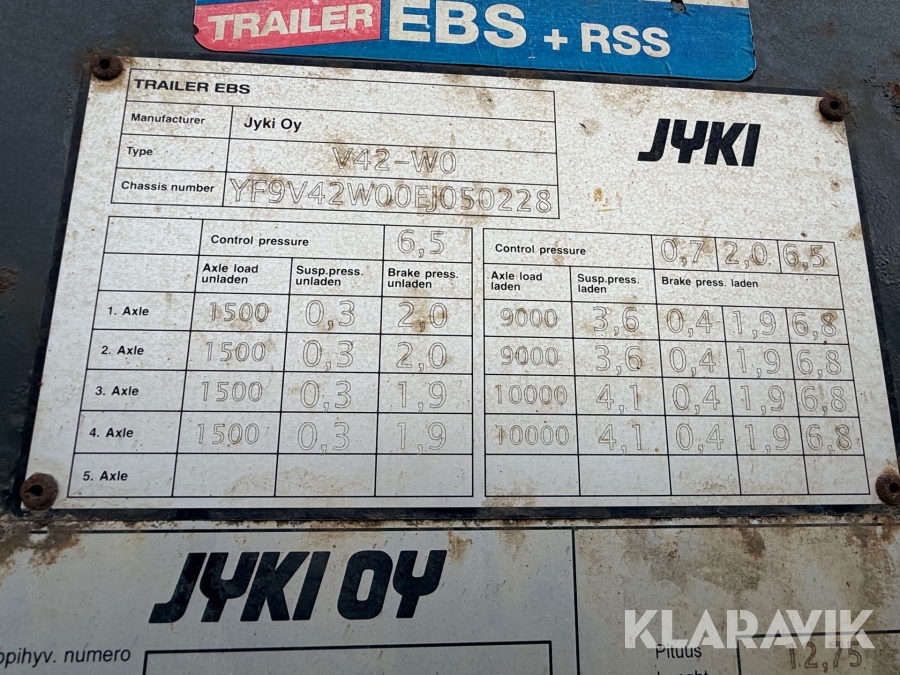 TRAILER EBS + RSS
TRAILER EBS
JYKI
Manufacturer Jyki Oy
Type V42-W0
Chassis number YF9V42W00EJ050228
Control pressure 6,5 Control pressure 0,7 2,0 6,5
Axle load unladen Susp.press. unladen Brake press. unladen Axle load laden Susp.press. laden Brake press. laden
1. Axle 1500 0,3 2,0 9000 3,6 0,4 1,9 6,8
2. Axle 1500 0,3 2,0 9000 3,6 0,4 1,9 6,8
3. Axle 1500 0,3 1,9 10000 4,1 0,4 1,9 6,8
4. Axle 1500 0,3 1,9 10000 4,1 0,4 1,9 6,8
5. Axle
JYKI OY
KLARAVIK
numero
Pituus 12,75